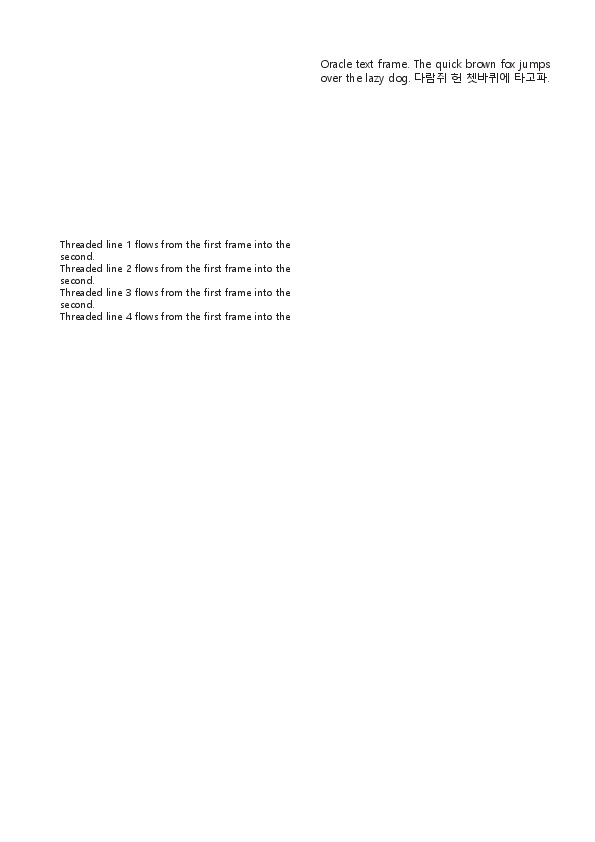 Oracle text frame. The quick brown fox jumps
over the lazy dog. 다람쥐 헌 쳇바퀴에 타고파.
Threaded line 1 flows from the first frame into the
second.
Threaded line 2 flows from the first frame into the
second.
Threaded line 3 flows from the first frame into the
second.
Threaded line 4 flows from the first frame into the